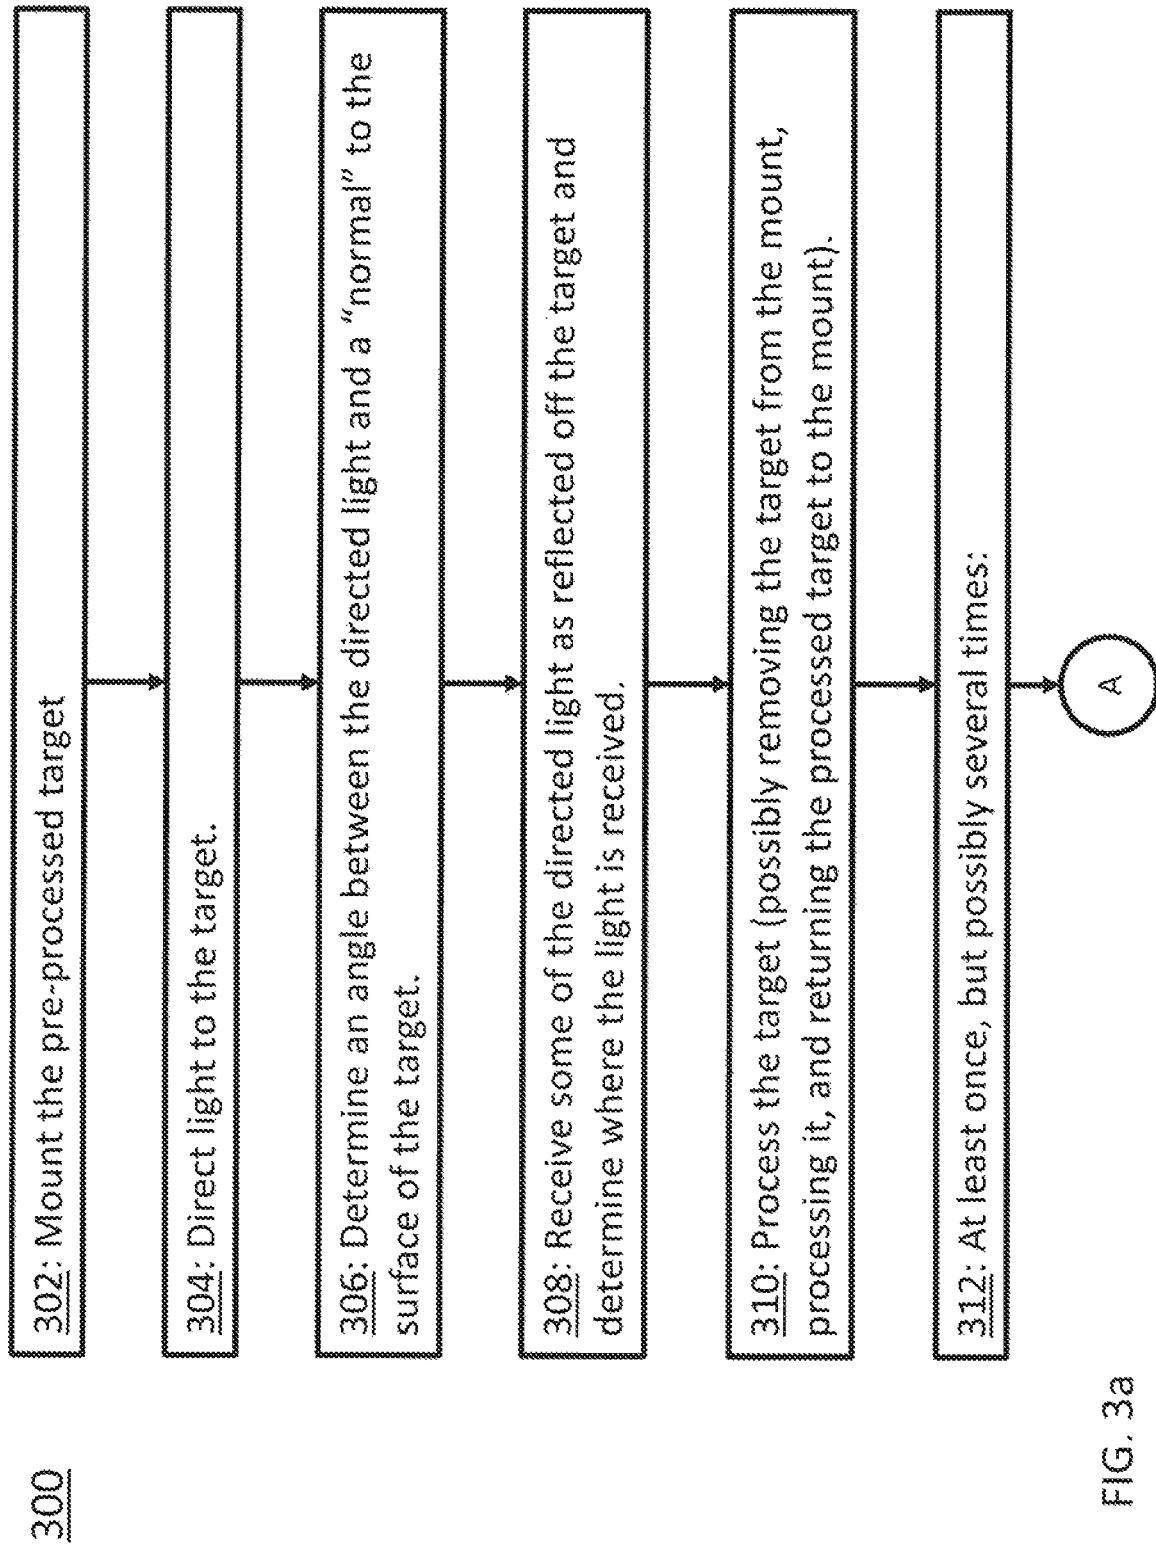 300
302: Mount the pre-processed target
304: Direct light to the target.
306: Determine an angle between the directed light and a “normal” to the
surface of the target.
308: Receive some of the directed light as reflected off the target and
determine where the light is received.
310: Process the target (possibly removing the target from the mount,
processing it, and returning the processed target to the mount).
312: At least once, but possibly several times:
A
FIG. 3a